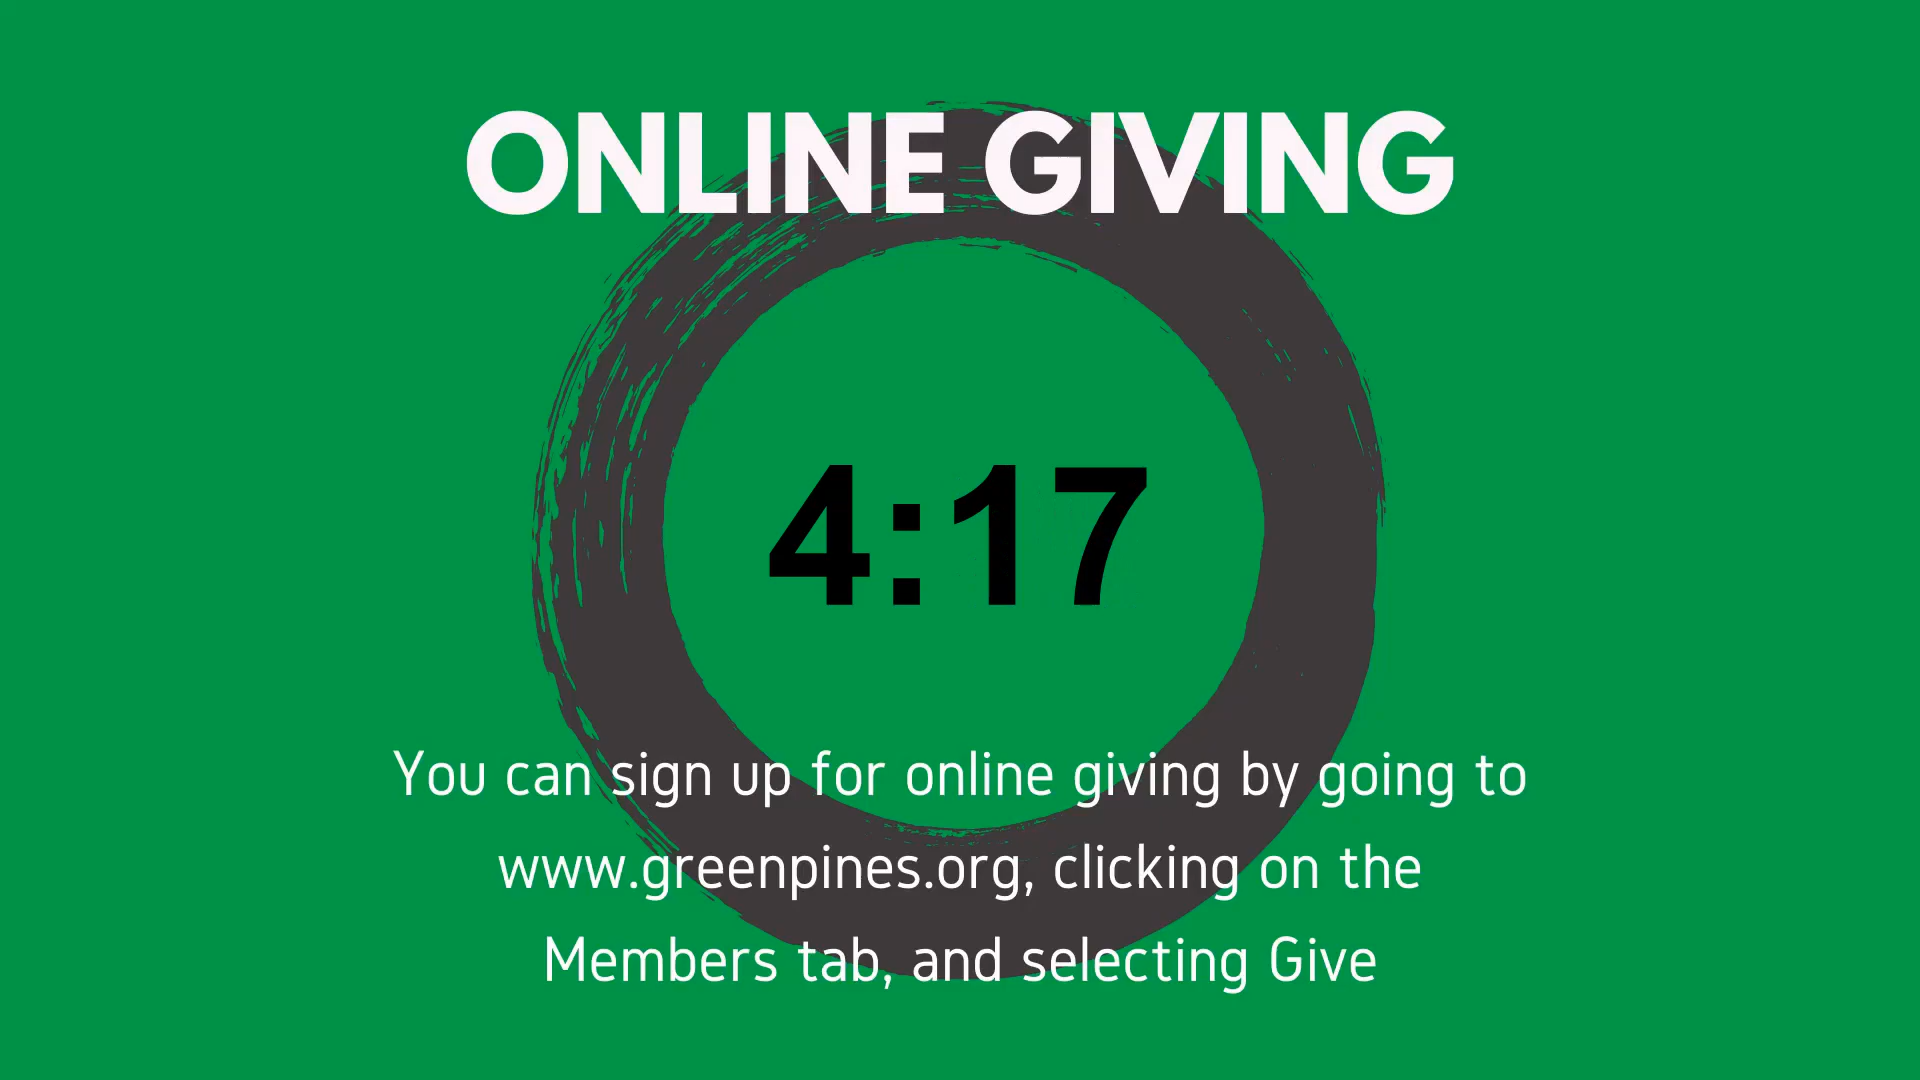 ONLINE GIVING
4:17
You can sign up for online giving by going to
www.greenpines.org, clicking on the
Members tab, and selecting Give